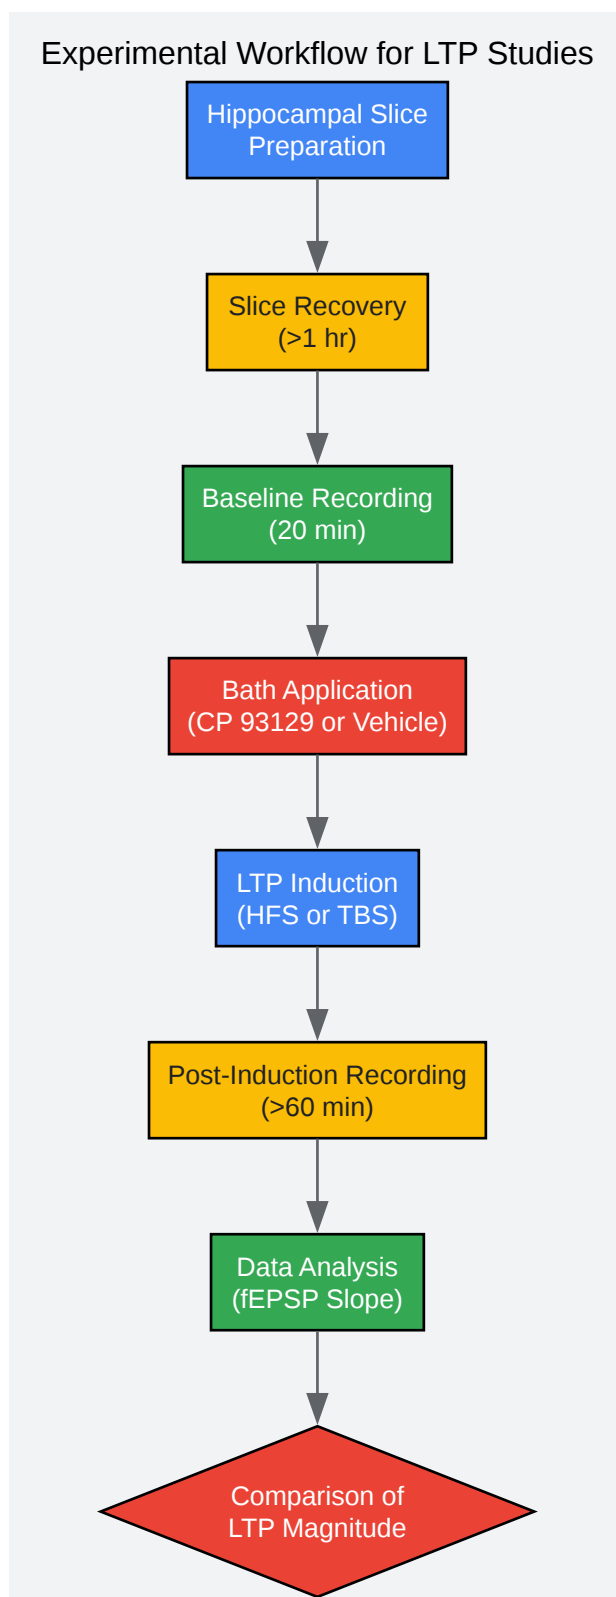 Experimental Workflow for LTP Studies
Hippocampal Slice
Preparation
Slice Recovery
(>1 hr)
Baseline Recording
(20 min)
Bath Application
(CP 93129 or Vehicle)
LTP Induction
(HFS or TBS)
Post-Induction Recording
(>60 min)
Data Analysis
(fEPSP Slope)
Comparison of
LTP Magnitude